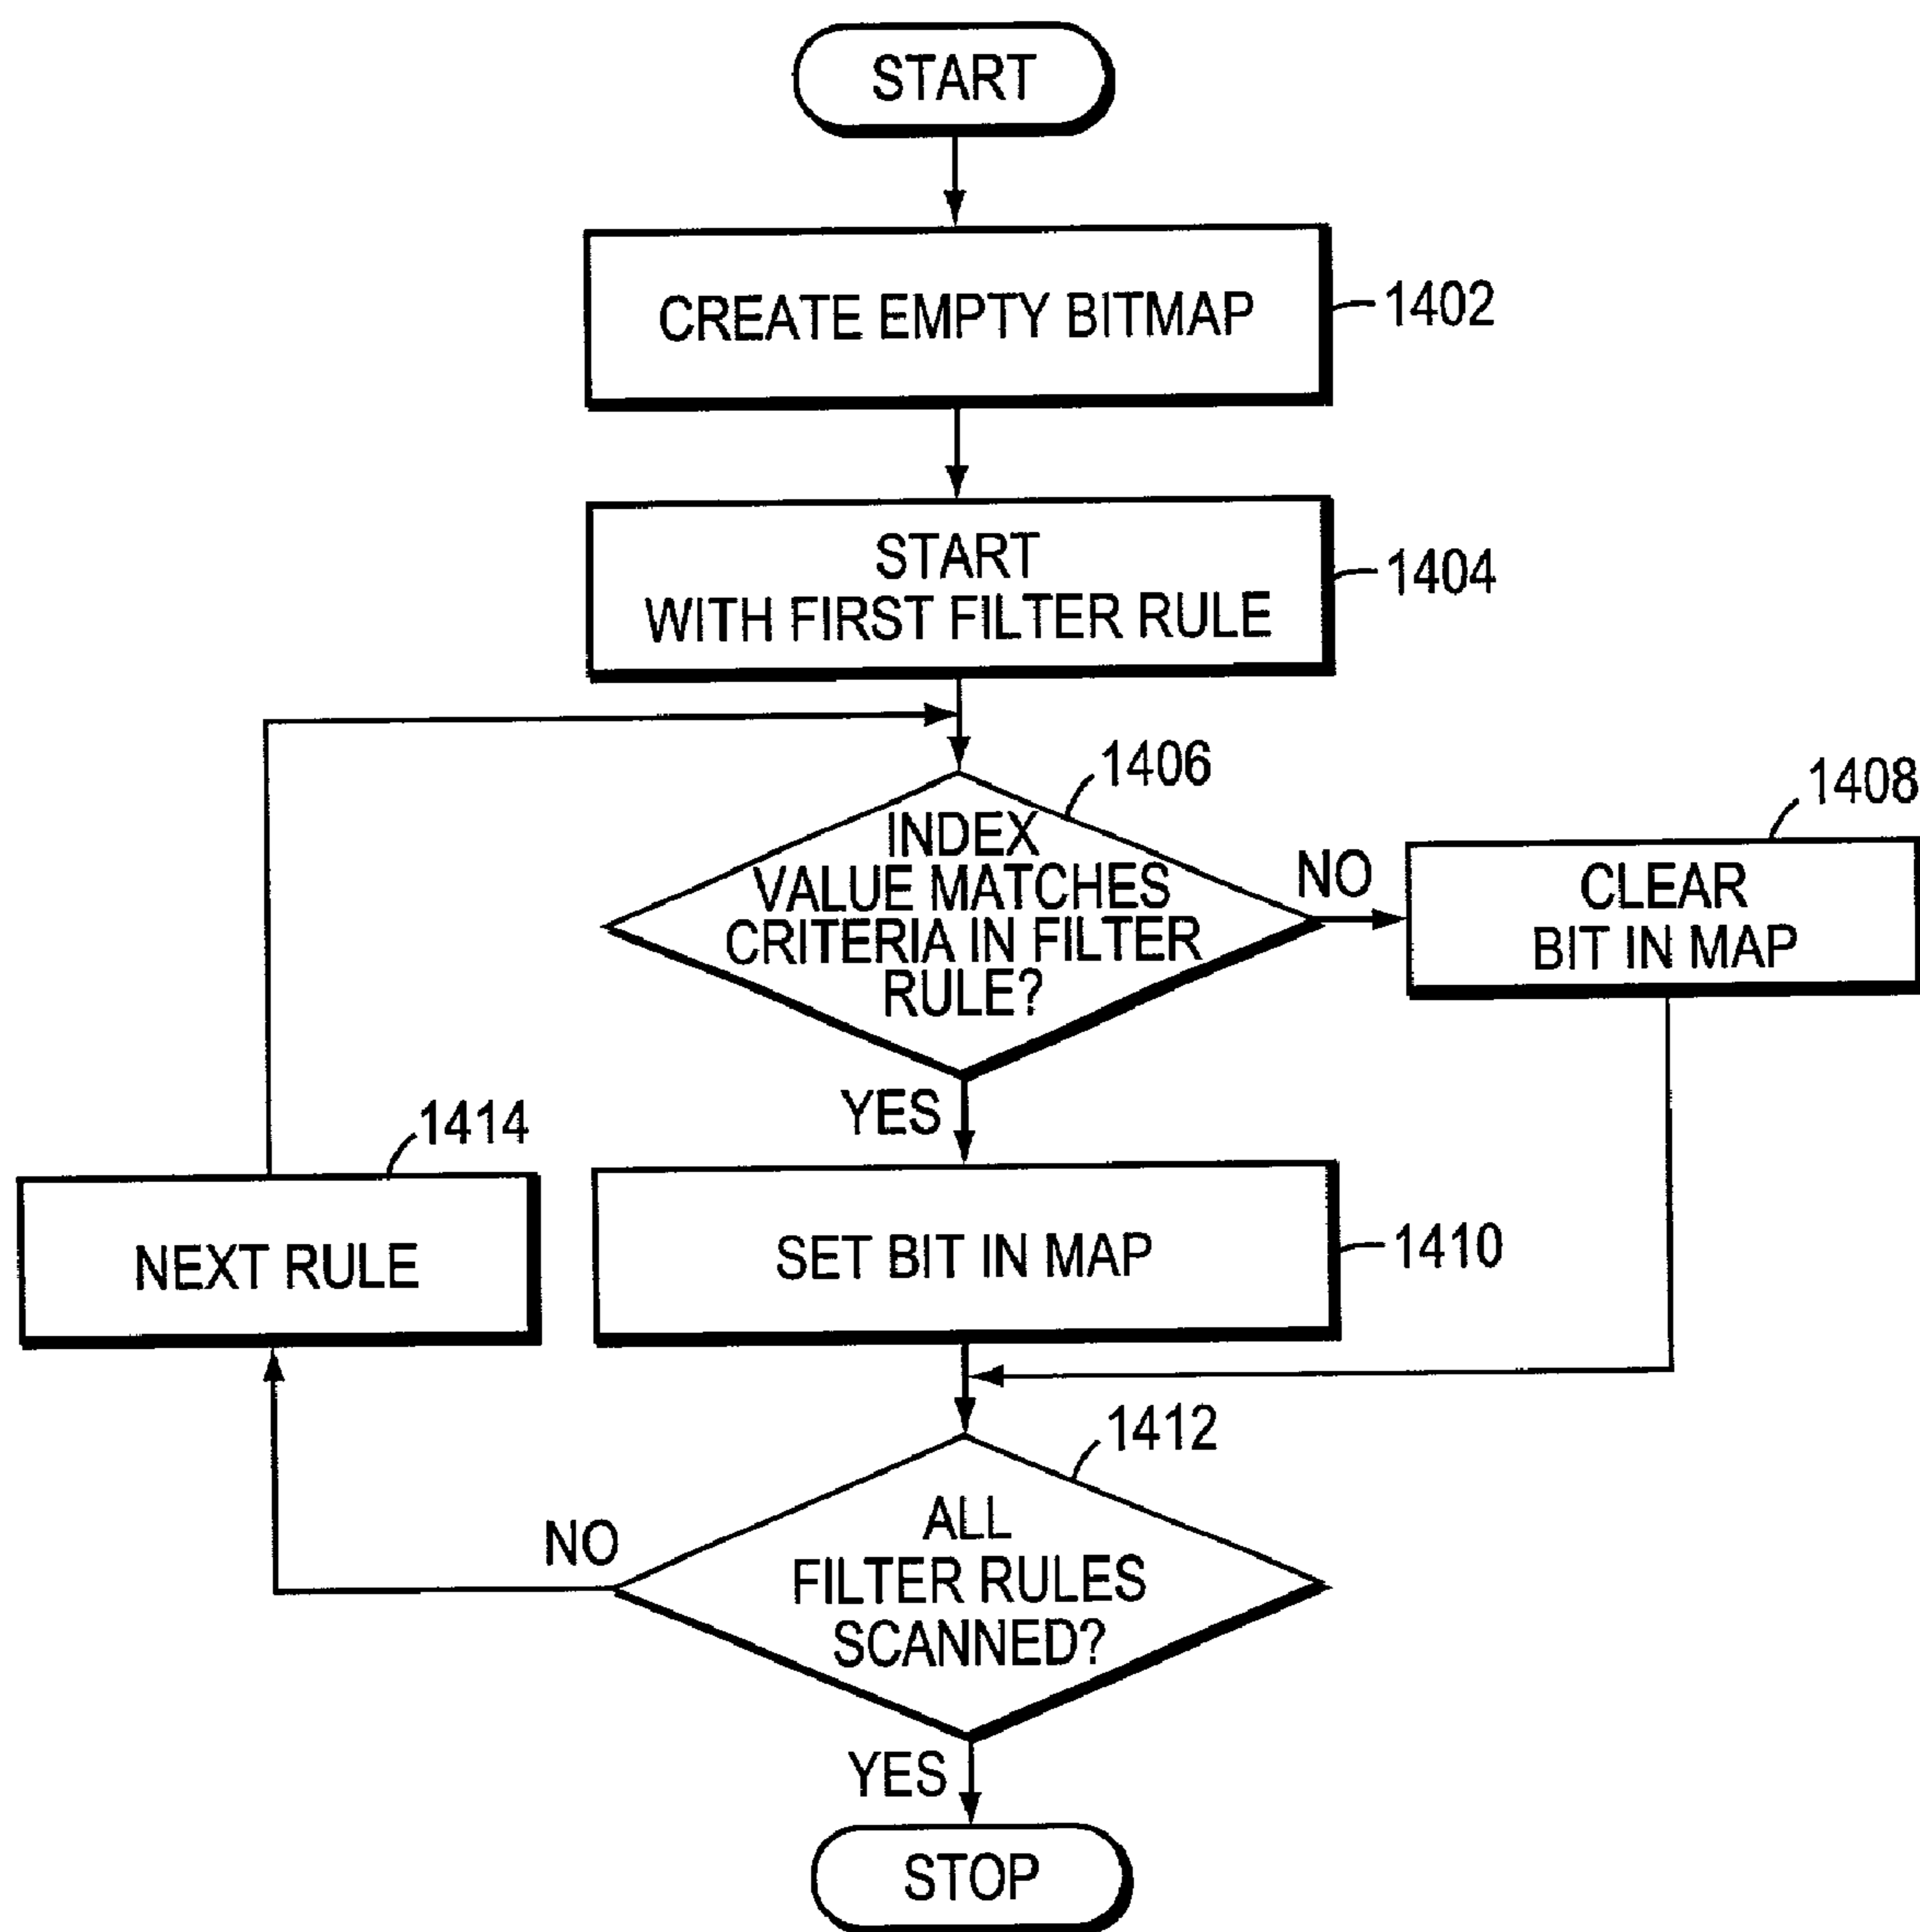 START
CREATE EMPTY BITMAP
1402
START
WITH FIRST FILTER RULE
1404
1406
INDEX
VALUE MATCHES
CRITERIA IN FILTER
RULE?
NO
1408
CLEAR
BIT IN MAP
YES
1414
NEXT RULE
SET BIT IN MAP
1410
1412
ALL
FILTER RULES
SCANNED?
NO
YES
STOP